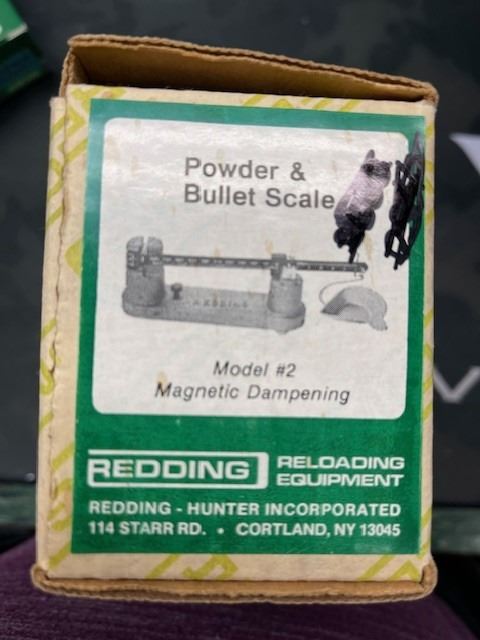 Powder &
Bullet Scale
REDDING
Model #2
Magnetic Dampening
REDDING RELOADING
EQUIPMENT
REDDING - HUNTER INCORPORATED
114 STARR RD. • CORTLAND, NY 13045